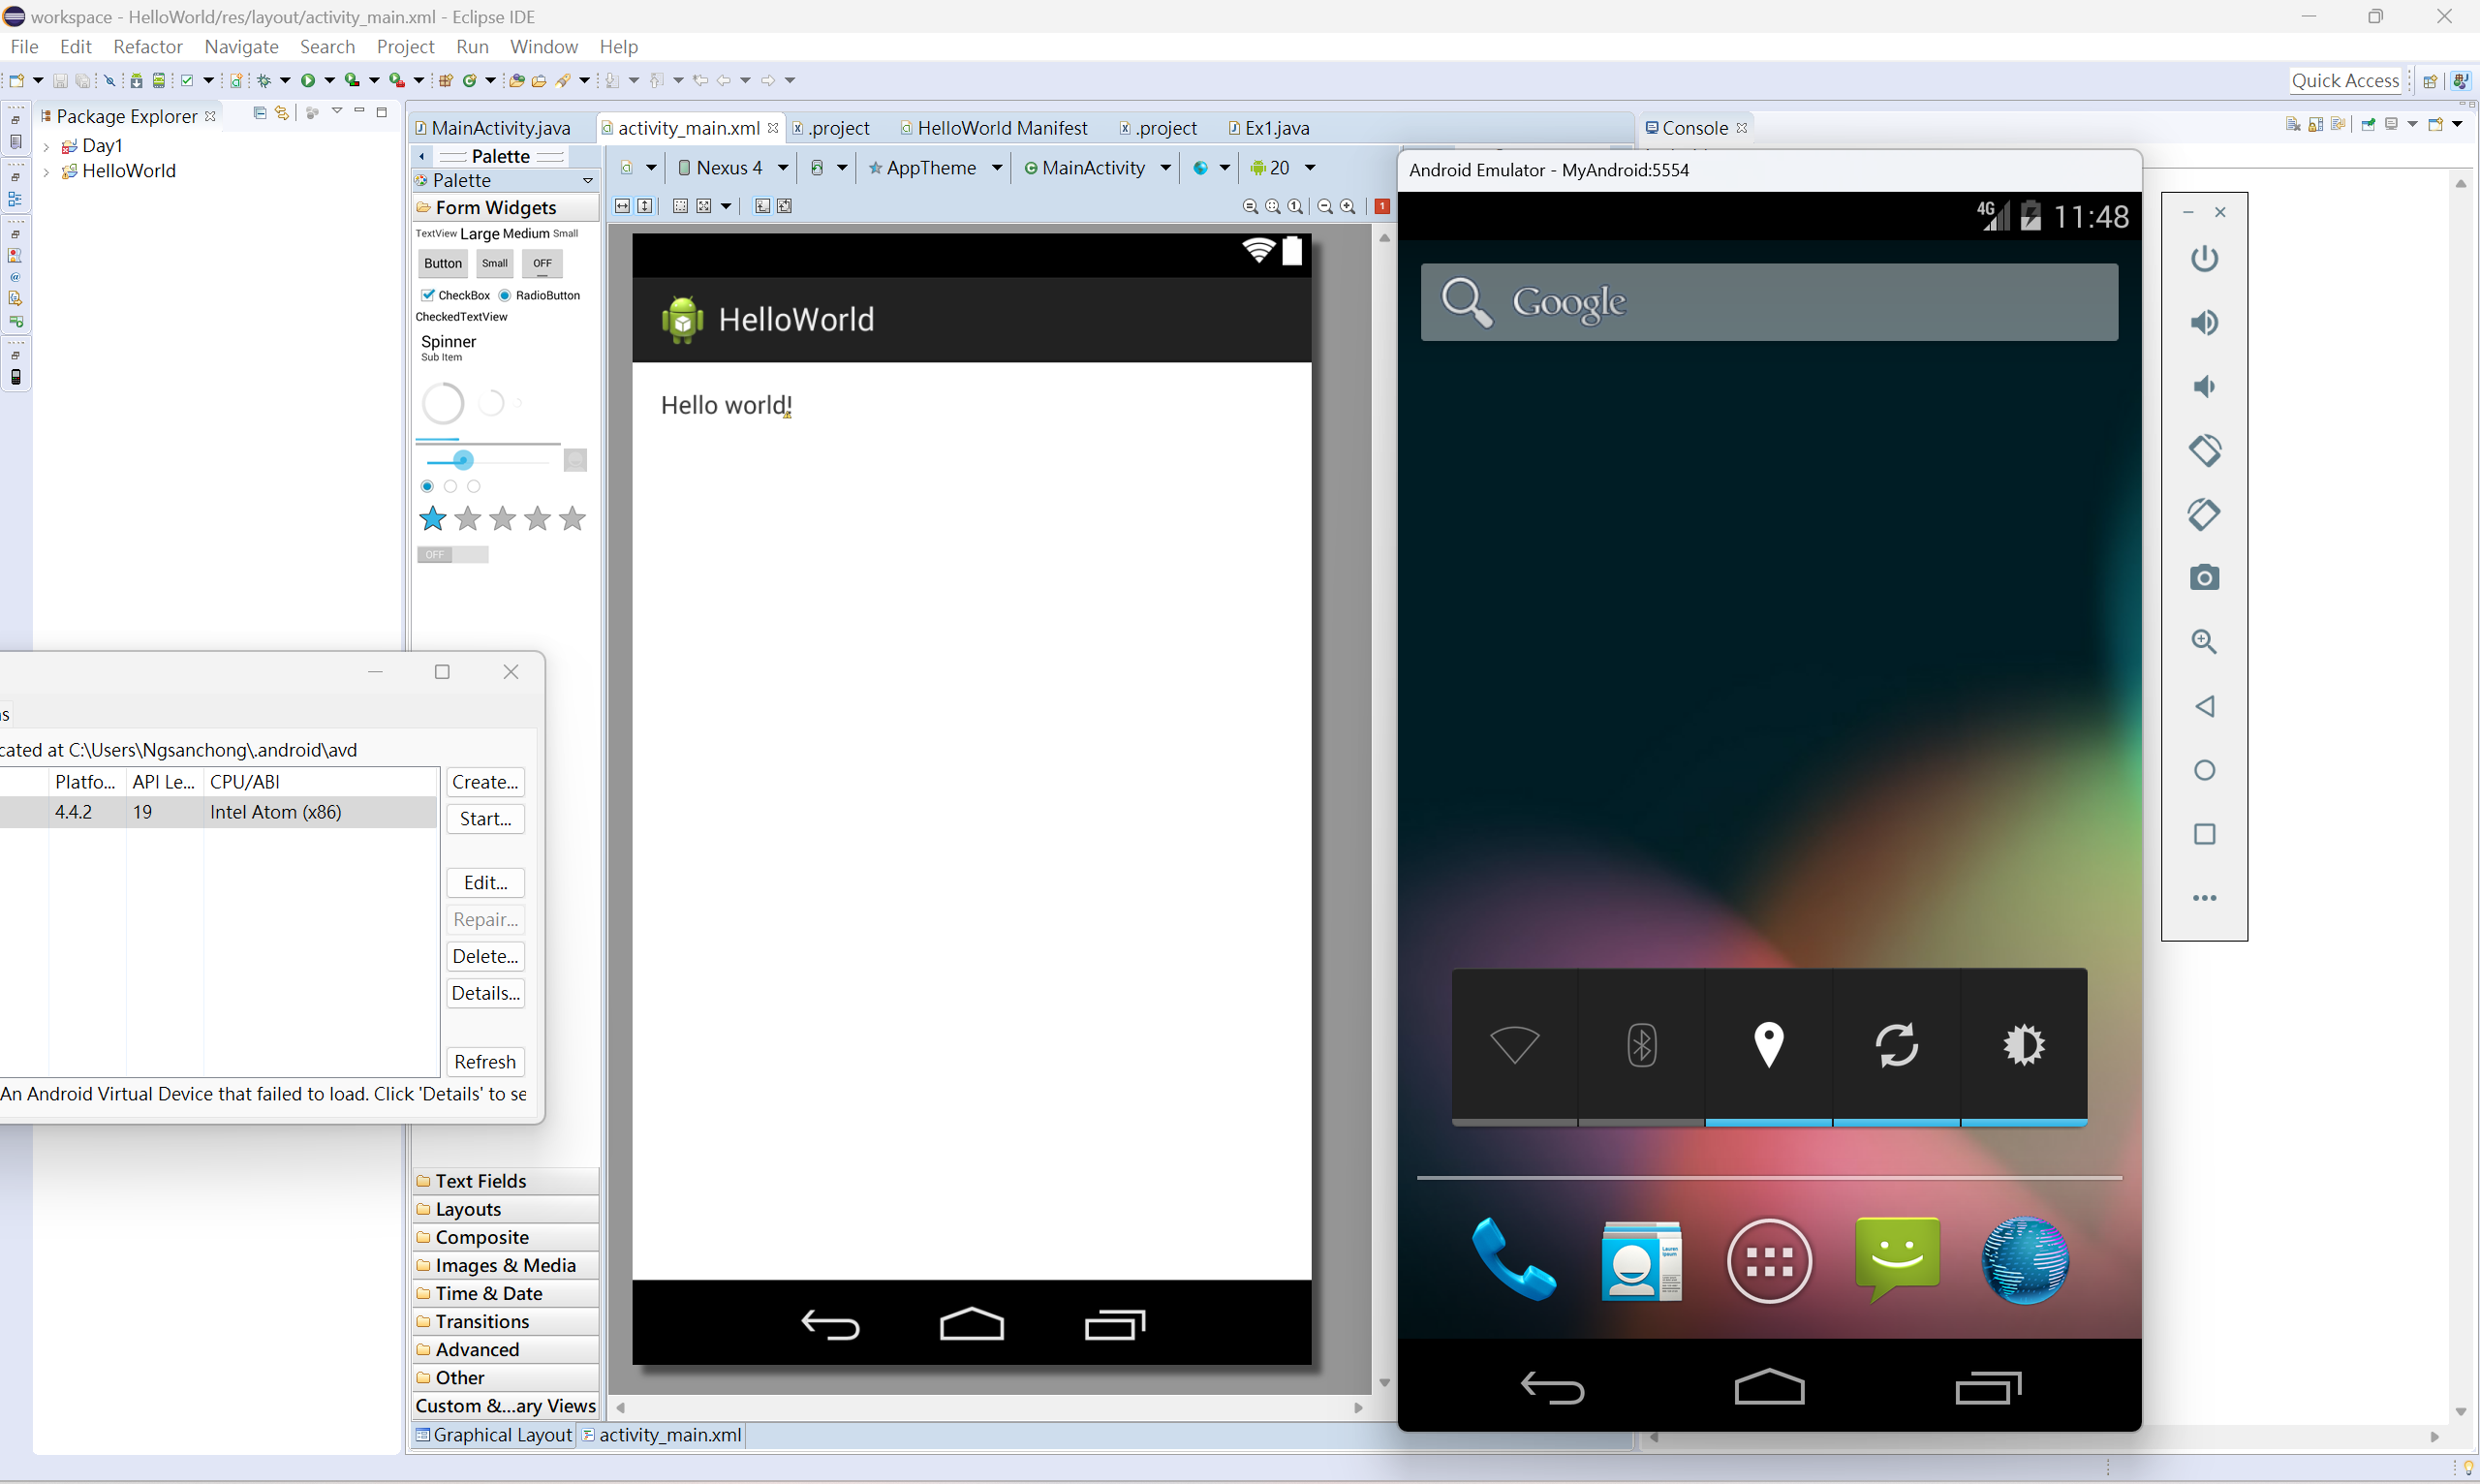 workspace - HelloWorld/res/layout/activity_main.xml - Eclipse IDE
File Edit Refactor Navigate Search Project Run Window Help
Quick Access
Package Explorer
Day1
HelloWorld
MainActivity.java activity_main.xml .project HelloWorld Manifest .project Ex1.java
Console
Palette
Palette
Nexus 4 AppTheme MainActivity 20
Form Widgets
1
TextView Large Medium Small
Button Small OFF
CheckBox RadioButton
CheckedTextView
Spinner
Sub Item
OFF
HelloWorld
Hello world!
Android Emulator - MyAndroid:5554
4G 11:48
Google
cated at C:\Users\Ngsanchong\.android\avd
Platfo... API Le... CPU/ABI
4.4.2 19 Intel Atom (x86)
Create...
Start...
Edit...
Repair...
Delete...
Details...
Refresh
An Android Virtual Device that failed to load. Click 'Details' to se
Text Fields
Layouts
Composite
Images & Media
Time & Date
Transitions
Advanced
Other
Custom &...ary Views
Graphical Layout activity_main.xml